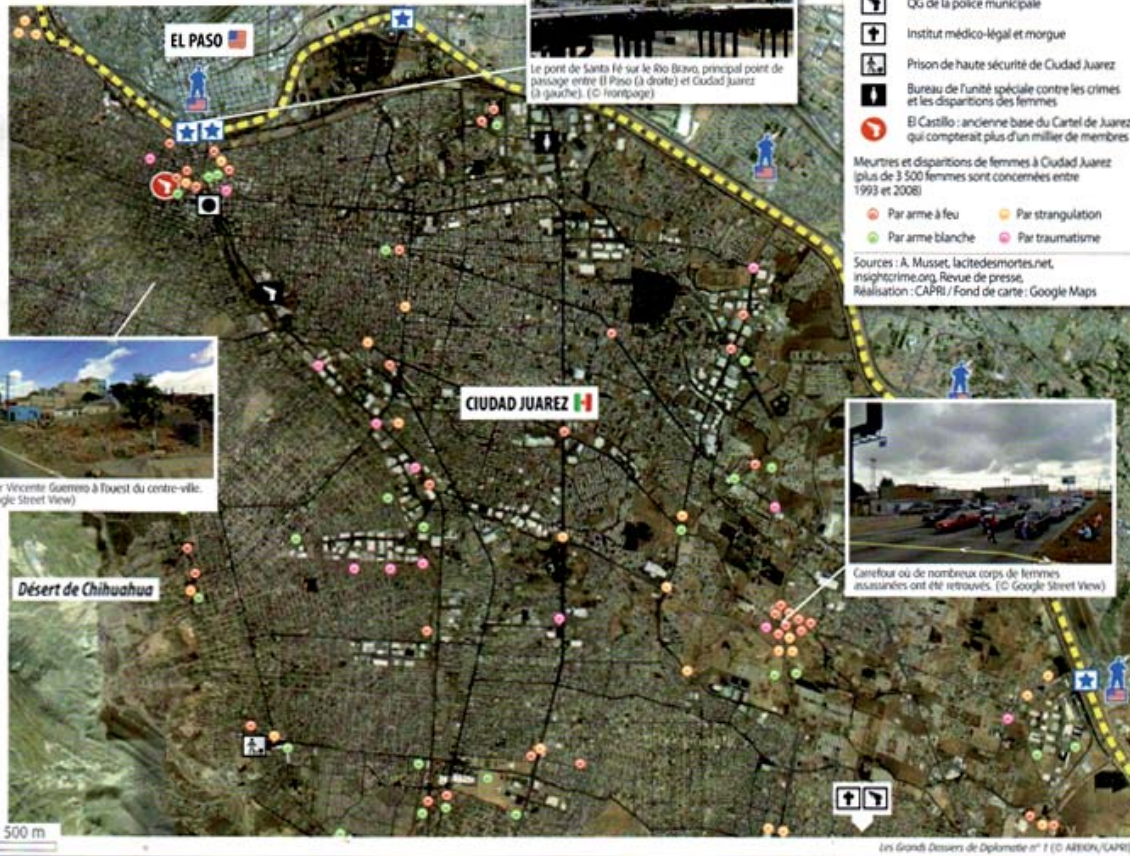 EL PASO
Le pont de Santa Fé sur le Rio Bravo, principal point de
passage entre El Paso (à droite) et Ciudad Juarez
(à gauche). (© Frontpage)
QG de la police municipale
Institut médico-légal et morgue
Prison de haute sécurité de Ciudad Juarez
Bureau de l'unité spéciale contre les crimes
et les disparitions des femmes
El Castillo : ancienne base du Cartel de Juarez
qui compterait plus d'un millier de membres
Meurtres et disparitions de femmes à Ciudad Juarez
(plus de 3 500 femmes sont concernées entre
1993 et 2008)
Par arme à feu
Par strangulation
Par arme blanche
Par traumatisme
Sources : A. Musset, lacitedesmortes.net,
insightcrime.org, Revue de presse,
Réalisation : CAPRI / Fond de carte : Google Maps
CIUDAD JUAREZ
r Vincente Guerrero à l'ouest du centre-ville.
gle Street View)
Carrefour où de nombreux corps de femmes
assassinées ont été retrouvés. (© Google Street View)
Désert de Chihuahua
500 m
Les Grands Dossiers de Diplomatie n° 1 (© AREION/CAPRI)